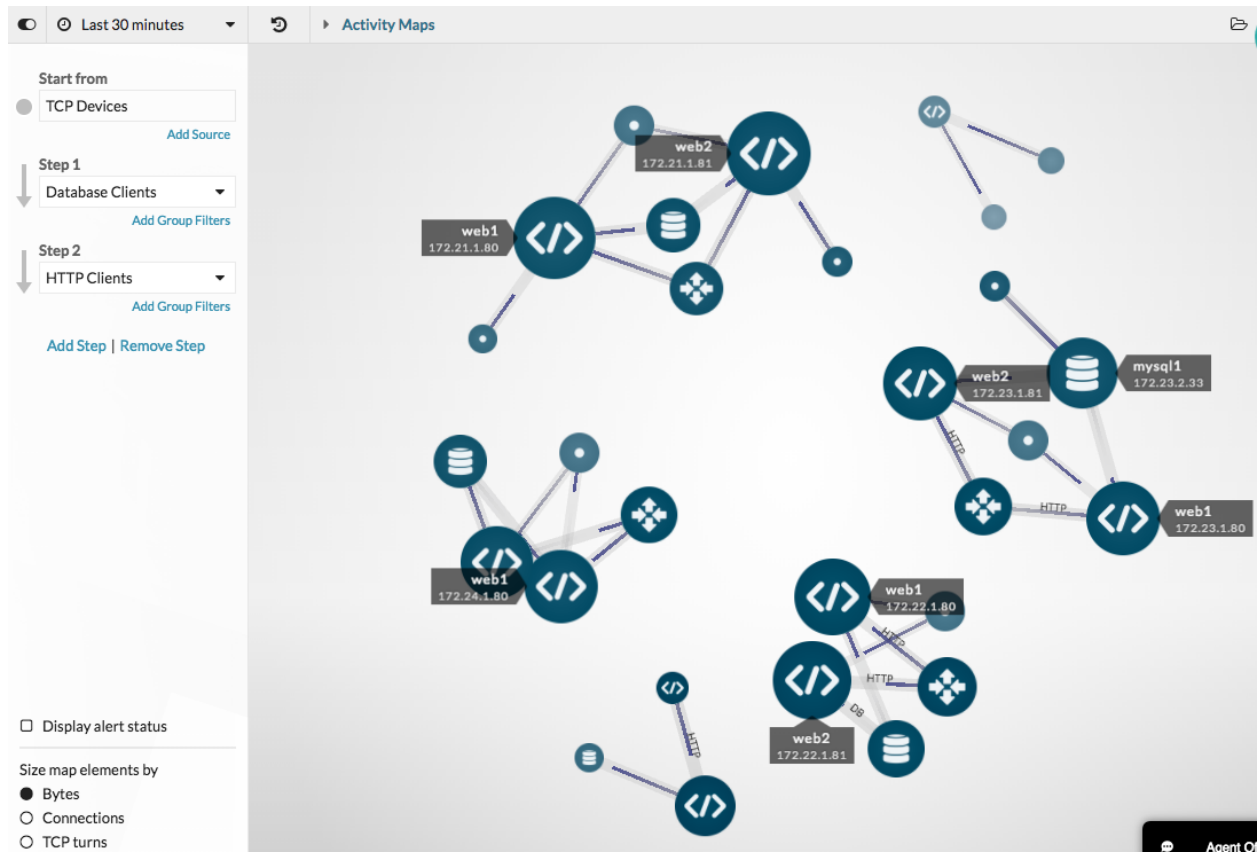 Last 30 minutes
Activity Maps
Start from
TCP Devices
Add Source
Step 1
Database Clients
Add Group Filters
Step 2
HTTP Clients
Add Group Filters
Add Step | Remove Step
Display alert status
Size map elements by
Bytes
Connections
TCP turns
web2
172.21.1.81
web1
172.21.1.80
mysql1
172.23.2.33
web2
172.23.1.81
HTTP
HTTP
web1
172.23.1.80
web1
172.24.1.80
web1
172.22.1.80
HTTP
HTTP
DB
web2
172.22.1.81
HTTP
Agent